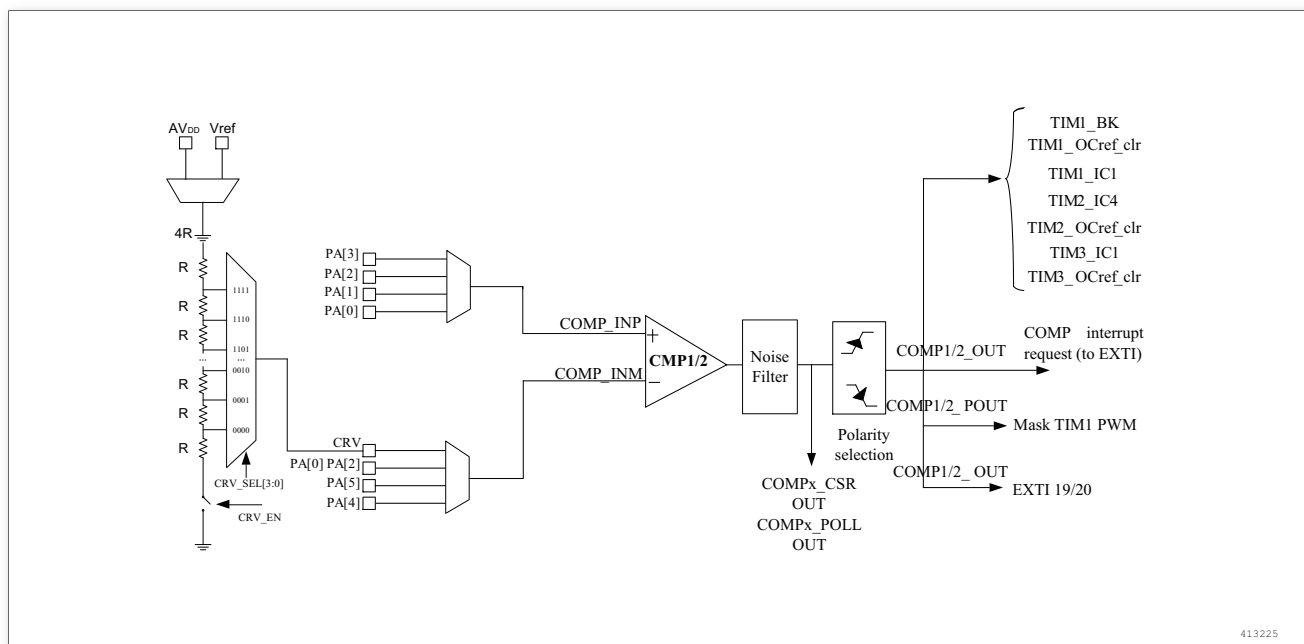 AVDD Vref
4R
R
R
R
...
R
R
R
1111
1110
1101
...
0010
0001
0000
CRV_SEL[3:0]
CRV_EN
PA[3]
PA[2]
PA[1]
PA[0]
CRV
PA[0] PA[2]
PA[5]
PA[4]
COMP_INP
COMP_INM
+
CMP1/2
−
Noise
Filter
Polarity
selection
COMPx_CSR
OUT
COMPx_POLL
OUT
COMP1/2_OUT
COMP1/2_ POUT
COMP1/2_ OUT
TIM1_BK
TIM1_ OCref_clr
TIM1_IC1
TIM2_IC4
TIM2_OCref_clr
TIM3_IC1
TIM3_OCref_clr
COMP interrupt
request (to EXTI)
Mask TIM1 PWM
EXTI 19/20
413225